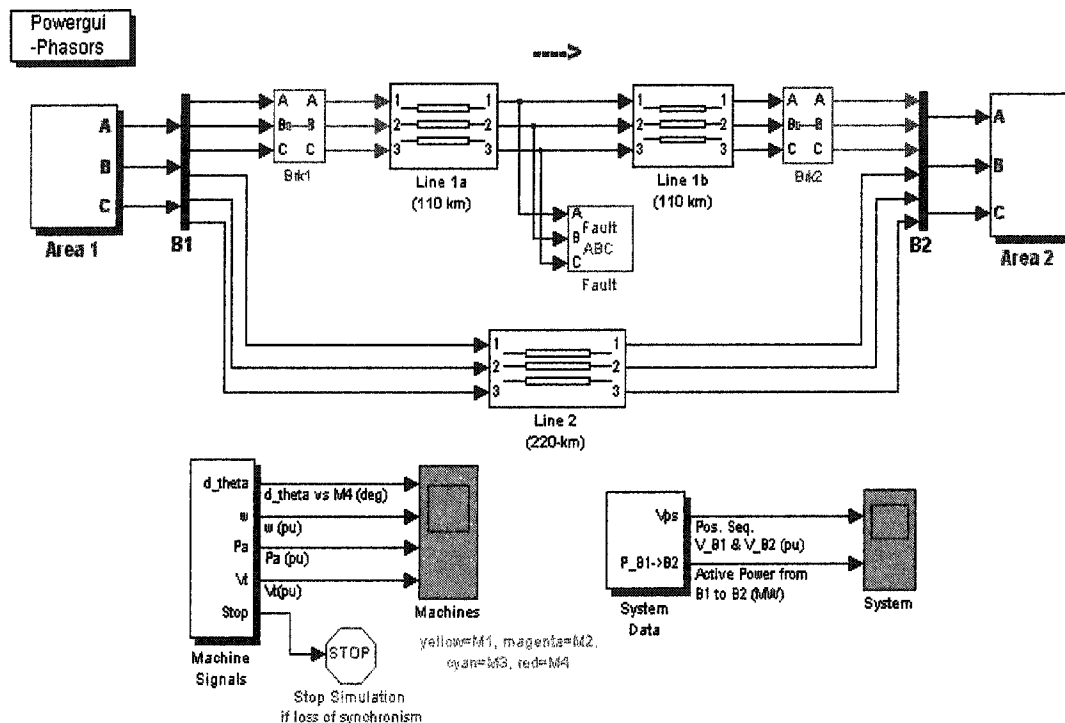 Powergui
-Phasors
---->
A
B
C
Area 1
B1
A A
B B
C C
Brk1
1 1
2 2
3 3
Line 1a
(110 km)
A
B
C
Fault
ABC
Fault
1 1
2 2
3 3
Line 1b
(110 km)
A A
B B
C C
Brk2
B2
A
B
C
Area 2
1 1
2 2
3 3
Line 2
(220-km)
d_theta
w
Pa
Vt
Stop
Machine
Signals
d_theta vs M4 (deg)
w (pu)
Pa (pu)
Vt(pu)
Machines
yellow=M1, magenta=M2,
cyan=M3, red=M4
STOP
Stop Simulation
if loss of synchronism
Vps
P_B1->B2
System
Data
Pos. Seq.
V_B1 & V_B2 (pu)
Active Power from
B1 to B2 (MW)
System